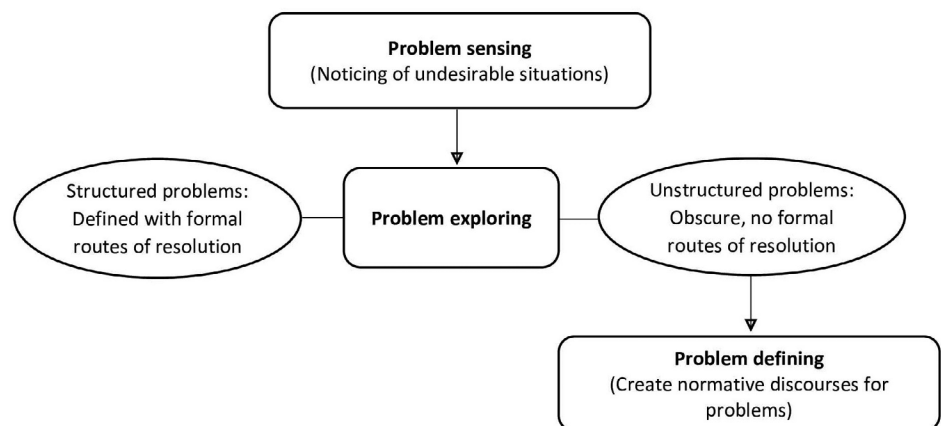 Problem sensing
(Noticing of undesirable situations)
Structured problems:
Defined with formal
routes of resolution
Problem exploring
Unstructured problems:
Obscure, no formal
routes of resolution
Problem defining
(Create normative discourses for
problems)